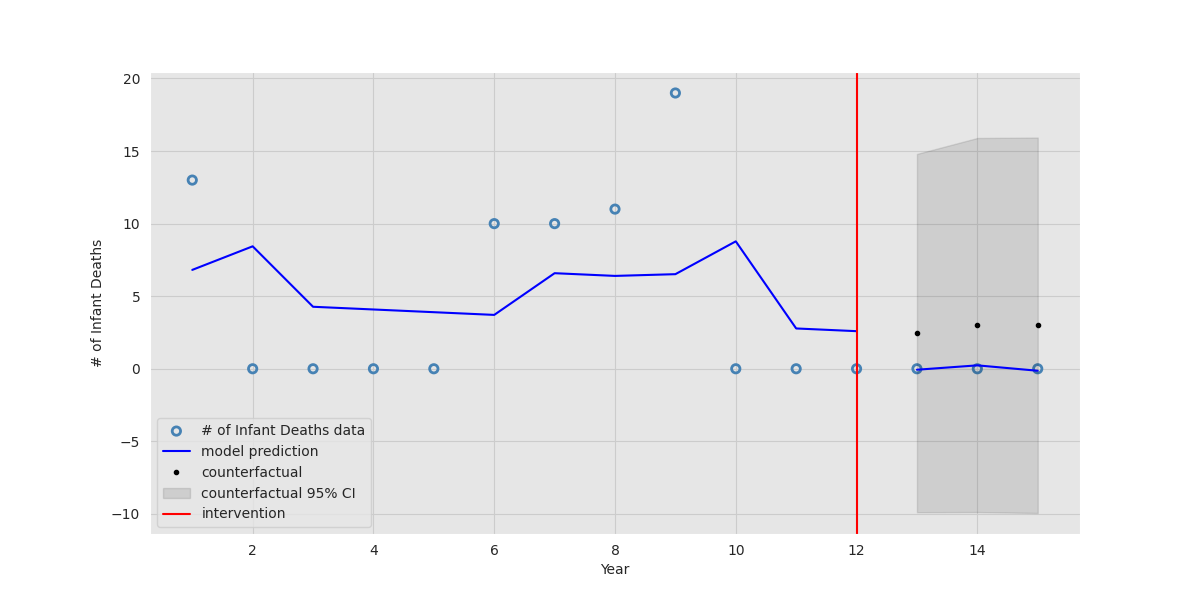 20
15
10
5
0
−5
−10
# of Infant Deaths
# of Infant Deaths data
model prediction
counterfactual
counterfactual 95% CI
intervention
2 4 6 8 10 12 14
Year